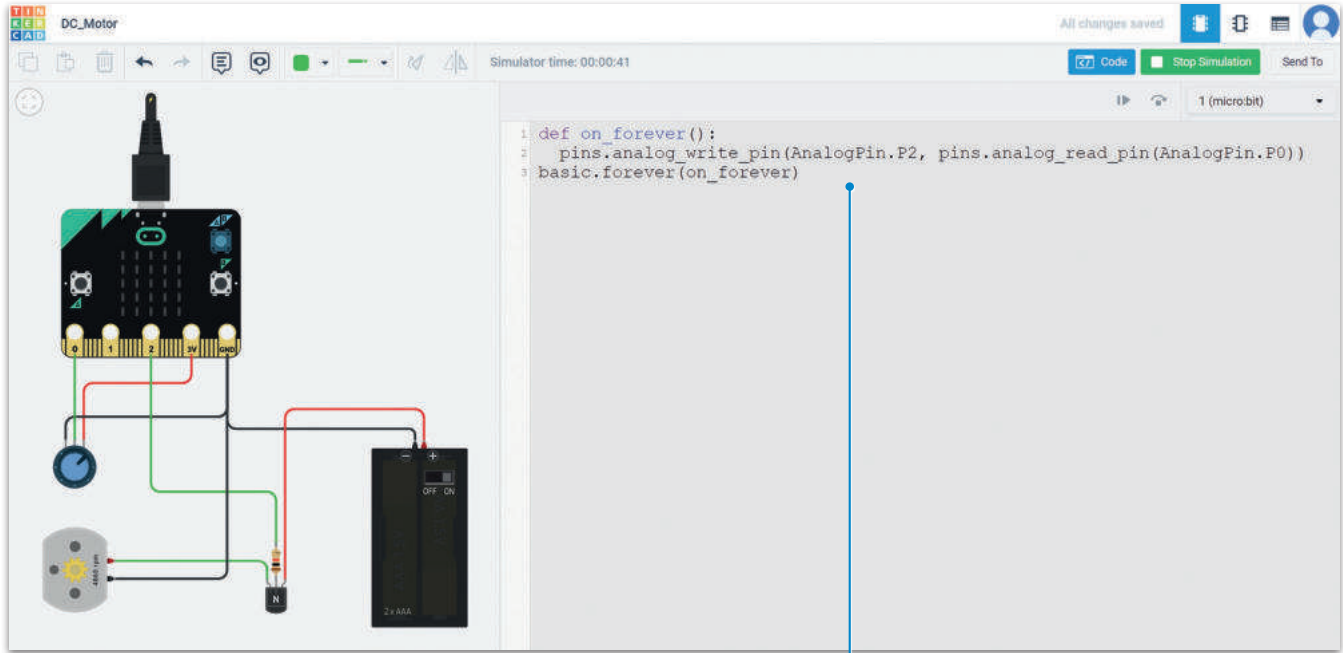 TIN
KER
CAD
DC_Motor
All changes saved
Simulator time: 00:00:41
Code
Stop Simulation
Send To
1 (micro:bit)
1 def on_forever():
2 pins.analog_write_pin(AnalogPin.P2, pins.analog_read_pin(AnalogPin.P0))
3 basic.forever(on_forever)
A B
B
A
0 1 2 3V GND
OFF ON
N
2 x AAA